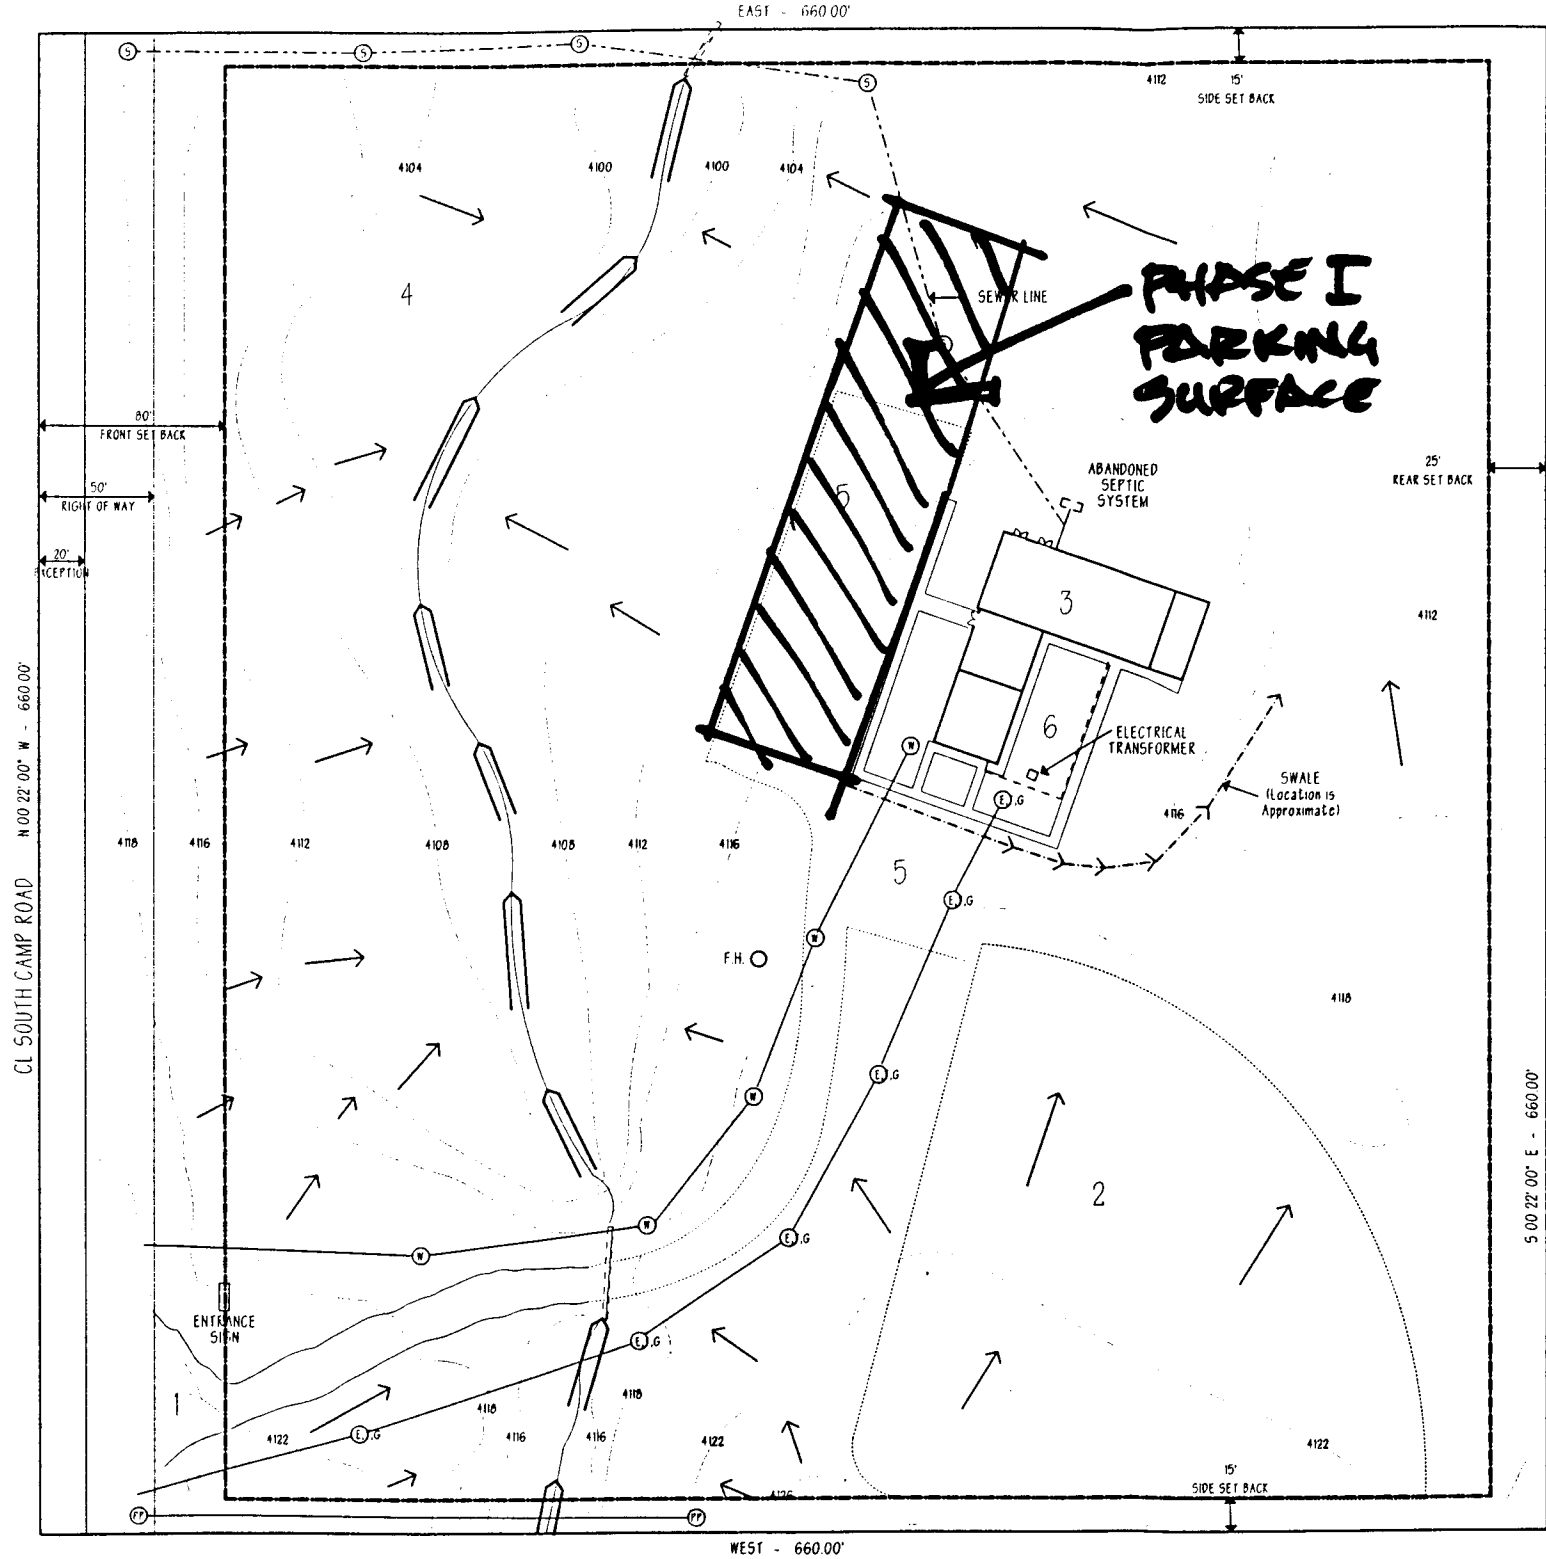 EAST - 660.00'
S
S
S
S
4112
15'
SIDE SET BACK
4104
4100
4100
4104
4
SEWER LINE
PHASE I
PARKING
SURFACE
80'
FRONT SET BACK
50'
RIGHT OF WAY
20'
EXCEPTION
25'
REAR SET BACK
ABANDONED
SEPTIC
SYSTEM
5
3
4112
6
ELECTRICAL
TRANSFORMER
W
E,T,G
SWALE
(Location is
Approximate)
4116
CL SOUTH CAMP ROAD N 00 22' 00" W - 660.00'
4118
4116
4112
4108
4108
4112
4116
5
E,T,G
W
F.H.
4118
E,T,G
W
2
S 00 22' 00" E - 660.00'
W
W
E,T,G
ENTRANCE
SIGN
E,T,G
1
4118
4118
4122
E,T,G
4116
4116
4122
4122
4126
15'
SIDE SET BACK
PP
PP
WEST - 660.00'